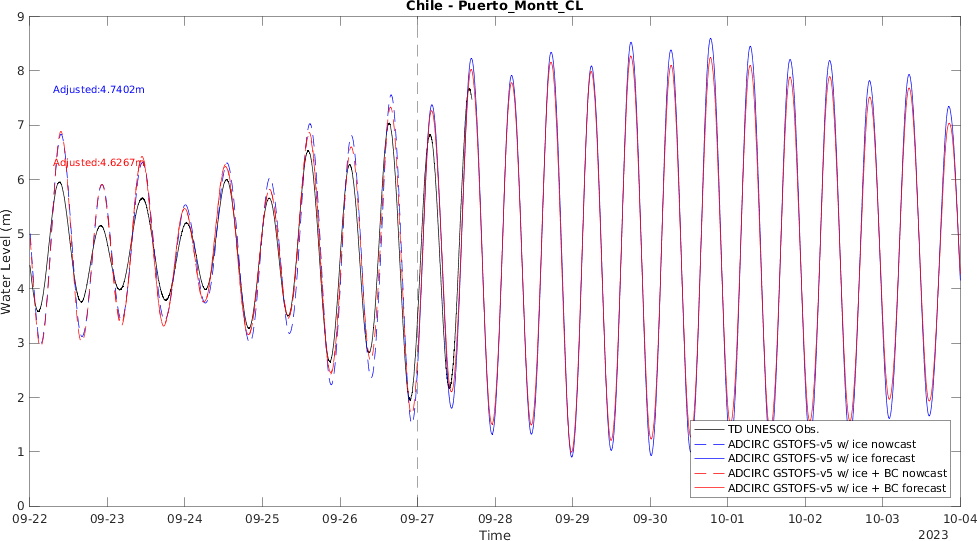 Chile - Puerto_Montt_CL
9
8
7
6
5
4
3
2
1
0
Water Level (m)
Adjusted:4.7402m
Adjusted:4.6267m
TD UNESCO Obs.
ADCIRC GSTOFS-v5 w/ ice nowcast
ADCIRC GSTOFS-v5 w/ ice forecast
ADCIRC GSTOFS-v5 w/ ice + BC nowcast
ADCIRC GSTOFS-v5 w/ ice + BC forecast
09-22 09-23 09-24 09-25 09-26 09-27 09-28 09-29 09-30 10-01 10-02 10-03 10-04
Time
2023